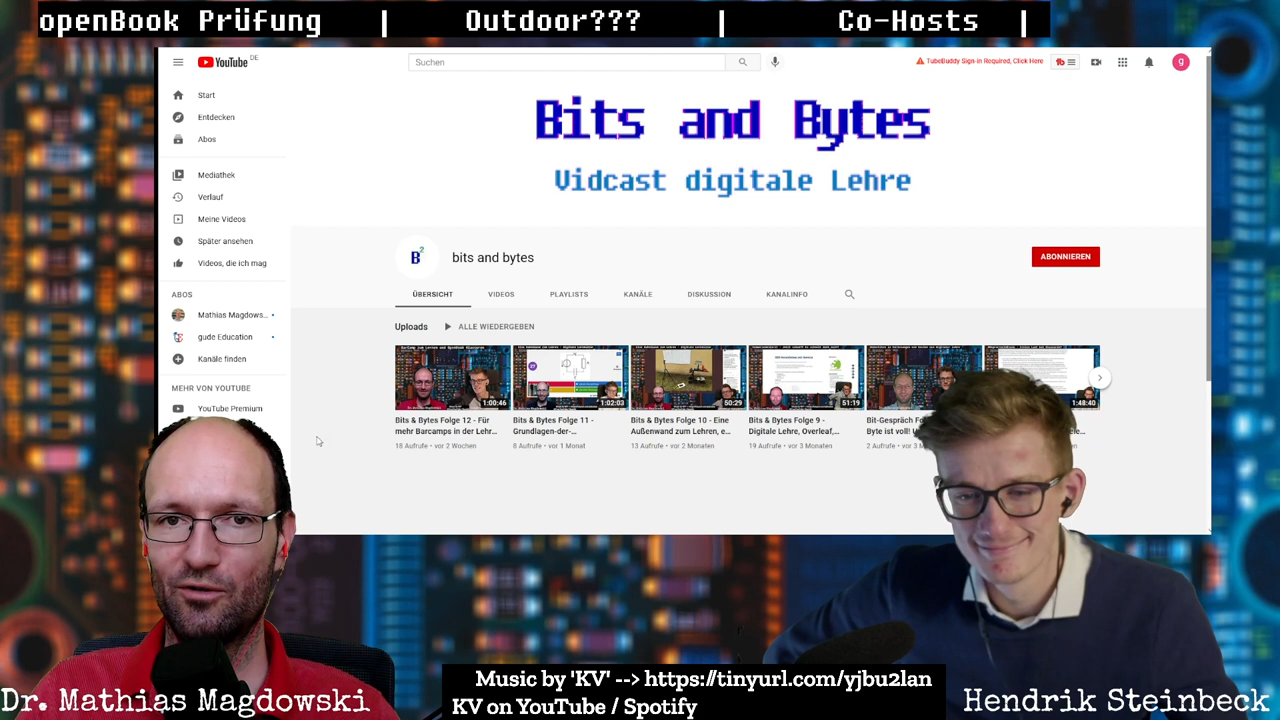 openBook Prüfung | Outdoor??? | Co-Hosts |
YouTube DE
Suchen
TubeBuddy Sign-in Required, Click Here
g
Start
Entdecken
Abos
Mediathek
Verlauf
Meine Videos
Später ansehen
Videos, die ich mag
ABOS
Mathias Magdows...
gude Education
Kanäle finden
MEHR VON YOUTUBE
YouTube Premium
Bits and Bytes
Vidcast digitale Lehre
B2
bits and bytes
ABONNIEREN
ÜBERSICHT VIDEOS PLAYLISTS KANÄLE DISKUSSION KANALINFO
Uploads ALLE WIEDERGEBEN
1:00:46 1:02:03 50:29 51:19 1:48:40
Bits & Bytes Folge 12 - Für mehr Barcamps in der Lehr...
18 Aufrufe • vor 2 Wochen
Bits & Bytes Folge 11 - Grundlagen-der-...
8 Aufrufe • vor 1 Monat
Bits & Bytes Folge 10 - Eine Außenwand zum Lehren, e...
13 Aufrufe • vor 2 Monaten
Bits & Bytes Folge 9 - Digitale Lehre, Overleaf,...
19 Aufrufe • vor 3 Monaten
Bit-Gespräch
Byte ist voll!
2 Aufrufe • vor 3
Music by 'KV' --> https://tinyurl.com/yjbu2lan
KV on YouTube / Spotify
Dr. Mathias Magdowski
Hendrik Steinbeck